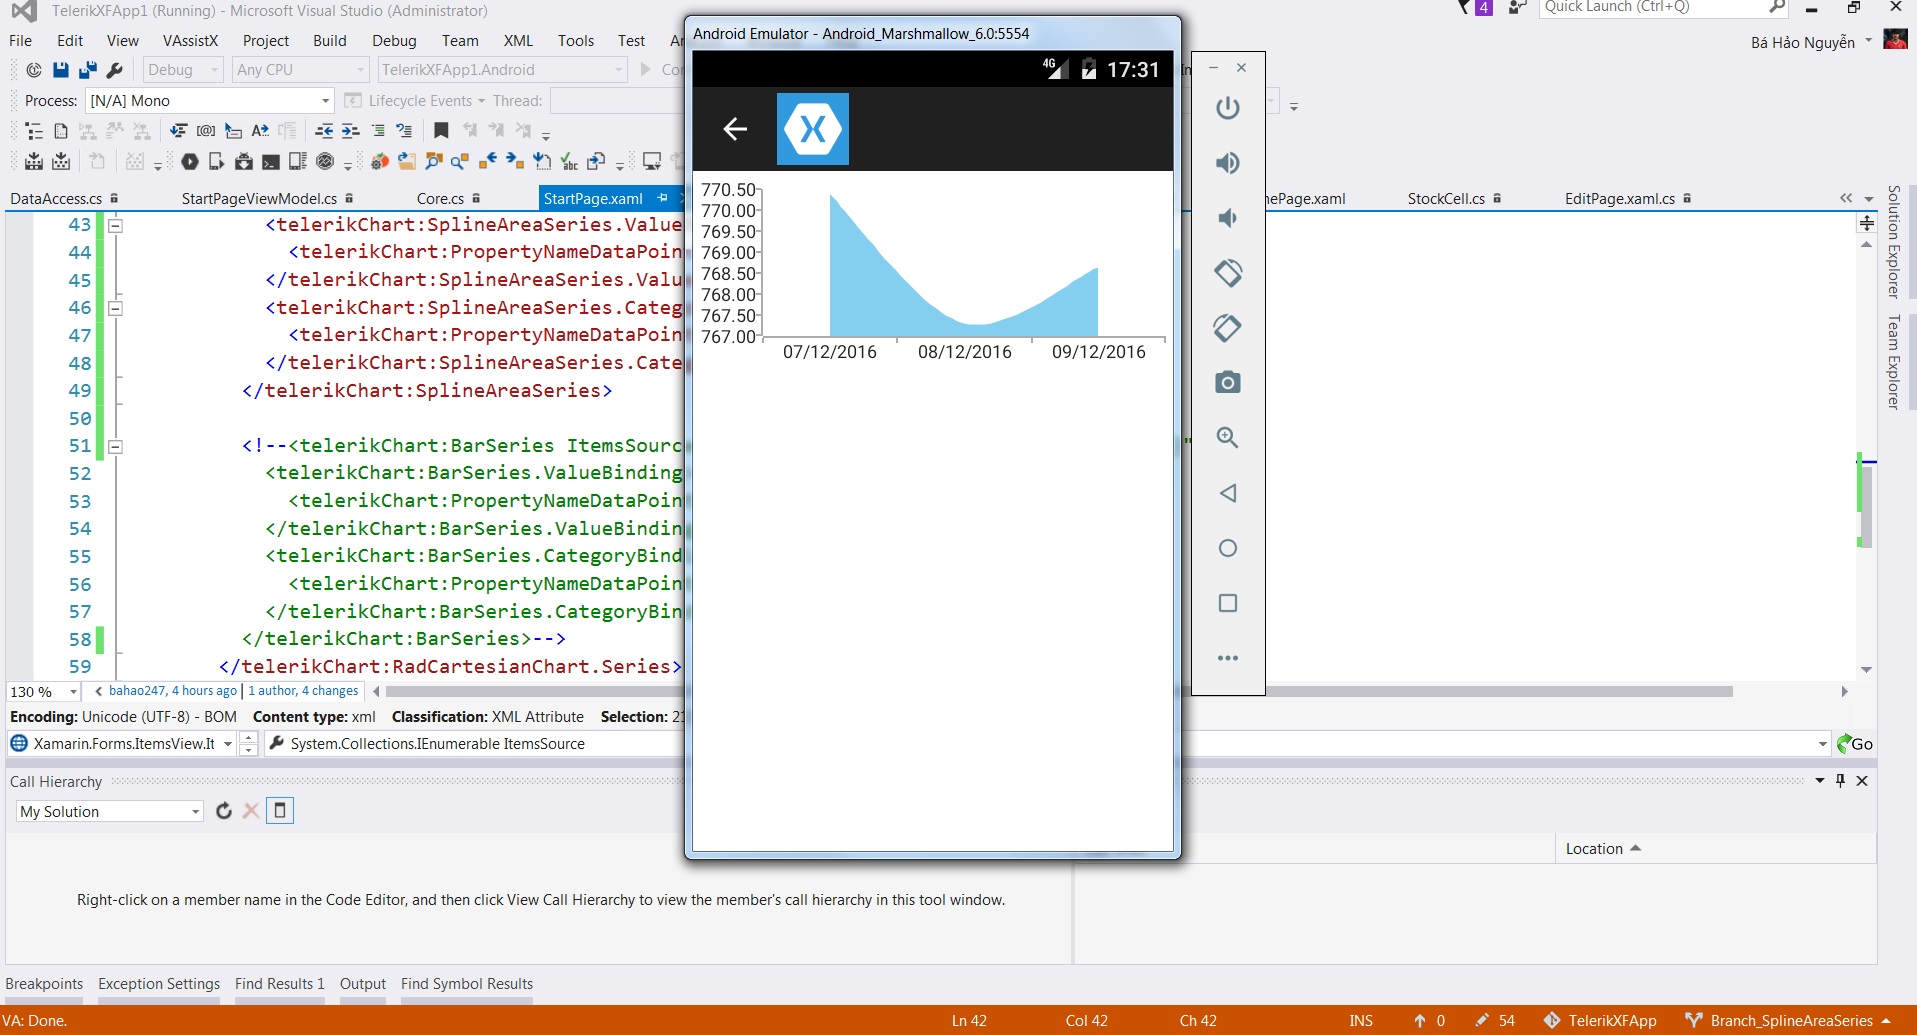 TelerikXFApp1 (Running) - Microsoft Visual Studio (Administrator)
4
Quick Launch (Ctrl+Q)
File Edit View VAssistX Project Build Debug Team XML Tools Test
Bá Hảo Nguyễn
Debug Any CPU TelerikXFApp1.Android
Process: [N/A] Mono Lifecycle Events Thread:
DataAccess.cs StartPageViewModel.cs Core.cs StartPage.xaml StockCell.cs EditPage.xaml.cs
43 <telerikChart:SplineAreaSeries.Value
44 <telerikChart:PropertyNameDataPoin
45 </telerikChart:SplineAreaSeries.Valu
46 <telerikChart:SplineAreaSeries.Categ
47 <telerikChart:PropertyNameDataPoin
48 </telerikChart:SplineAreaSeries.Cate
49 </telerikChart:SplineAreaSeries>
50
51 <!--<telerikChart:BarSeries ItemsSourc
52 <telerikChart:BarSeries.ValueBinding
53 <telerikChart:PropertyNameDataPoin
54 </telerikChart:BarSeries.ValueBindin
55 <telerikChart:BarSeries.CategoryBind
56 <telerikChart:PropertyNameDataPoin
57 </telerikChart:BarSeries.CategoryBin
58 </telerikChart:BarSeries>-->
59 </telerikChart:RadCartesianChart.Series>
130 % bahao247, 4 hours ago | 1 author, 4 changes
Encoding: Unicode (UTF-8) - BOM Content type: xml Classification: XML Attribute Selection: 21
Xamarin.Forms.ItemsView.It System.Collections.IEnumerable ItemsSource
Go
Call Hierarchy
My Solution
Location
Right-click on a member name in the Code Editor, and then click View Call Hierarchy to view the member's call hierarchy in this tool window.
Breakpoints Exception Settings Find Results 1 Output Find Symbol Results
VA: Done. Ln 42 Col 42 Ch 42 INS 0 54 TelerikXFApp Branch_SplineAreaSeries
Solution Explorer
Team Explorer
Android Emulator - Android_Marshmallow_6.0:5554
4G 17:31
770.50
770.00
769.50
769.00
768.50
768.00
767.50
767.00
07/12/2016 08/12/2016 09/12/2016